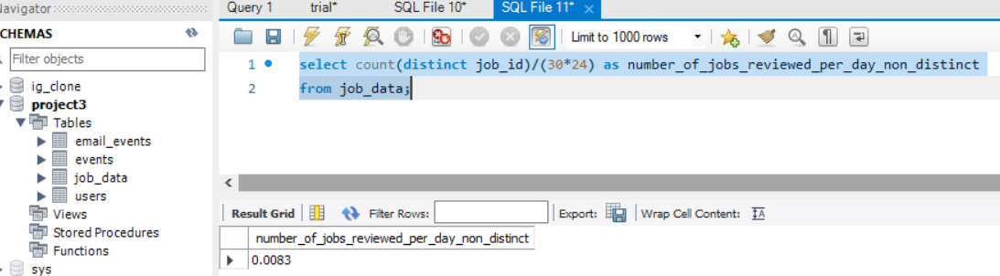 Navigator
Query 1
trial*
SQL File 10*
SQL File 11*
SCHEMAS
Limit to 1000 rows
Filter objects
1
select count(distinct job_id)/(30*24) as number_of_jobs_reviewed_per_day_non_distinct
2
from job_data;
ig_clone
project3
Tables
email_events
events
job_data
users
Views
Stored Procedures
Functions
sys
Result Grid
Filter Rows:
Export:
Wrap Cell Content:
number_of_jobs_reviewed_per_day_non_distinct
0.0083